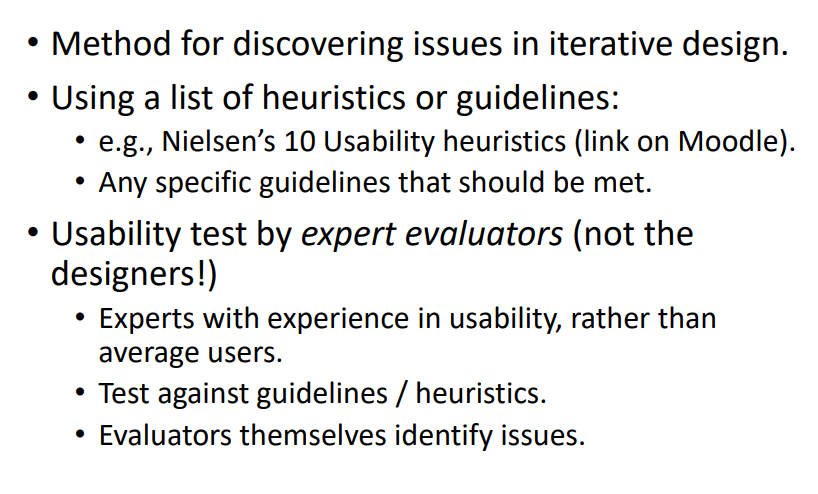 • Method for discovering issues in iterative design.
• Using a list of heuristics or guidelines:
• e.g., Nielsen’s 10 Usability heuristics (link on Moodle).
• Any specific guidelines that should be met.
• Usability test by expert evaluators (not the
designers!)
• Experts with experience in usability, rather than
average users.
• Test against guidelines / heuristics.
• Evaluators themselves identify issues.